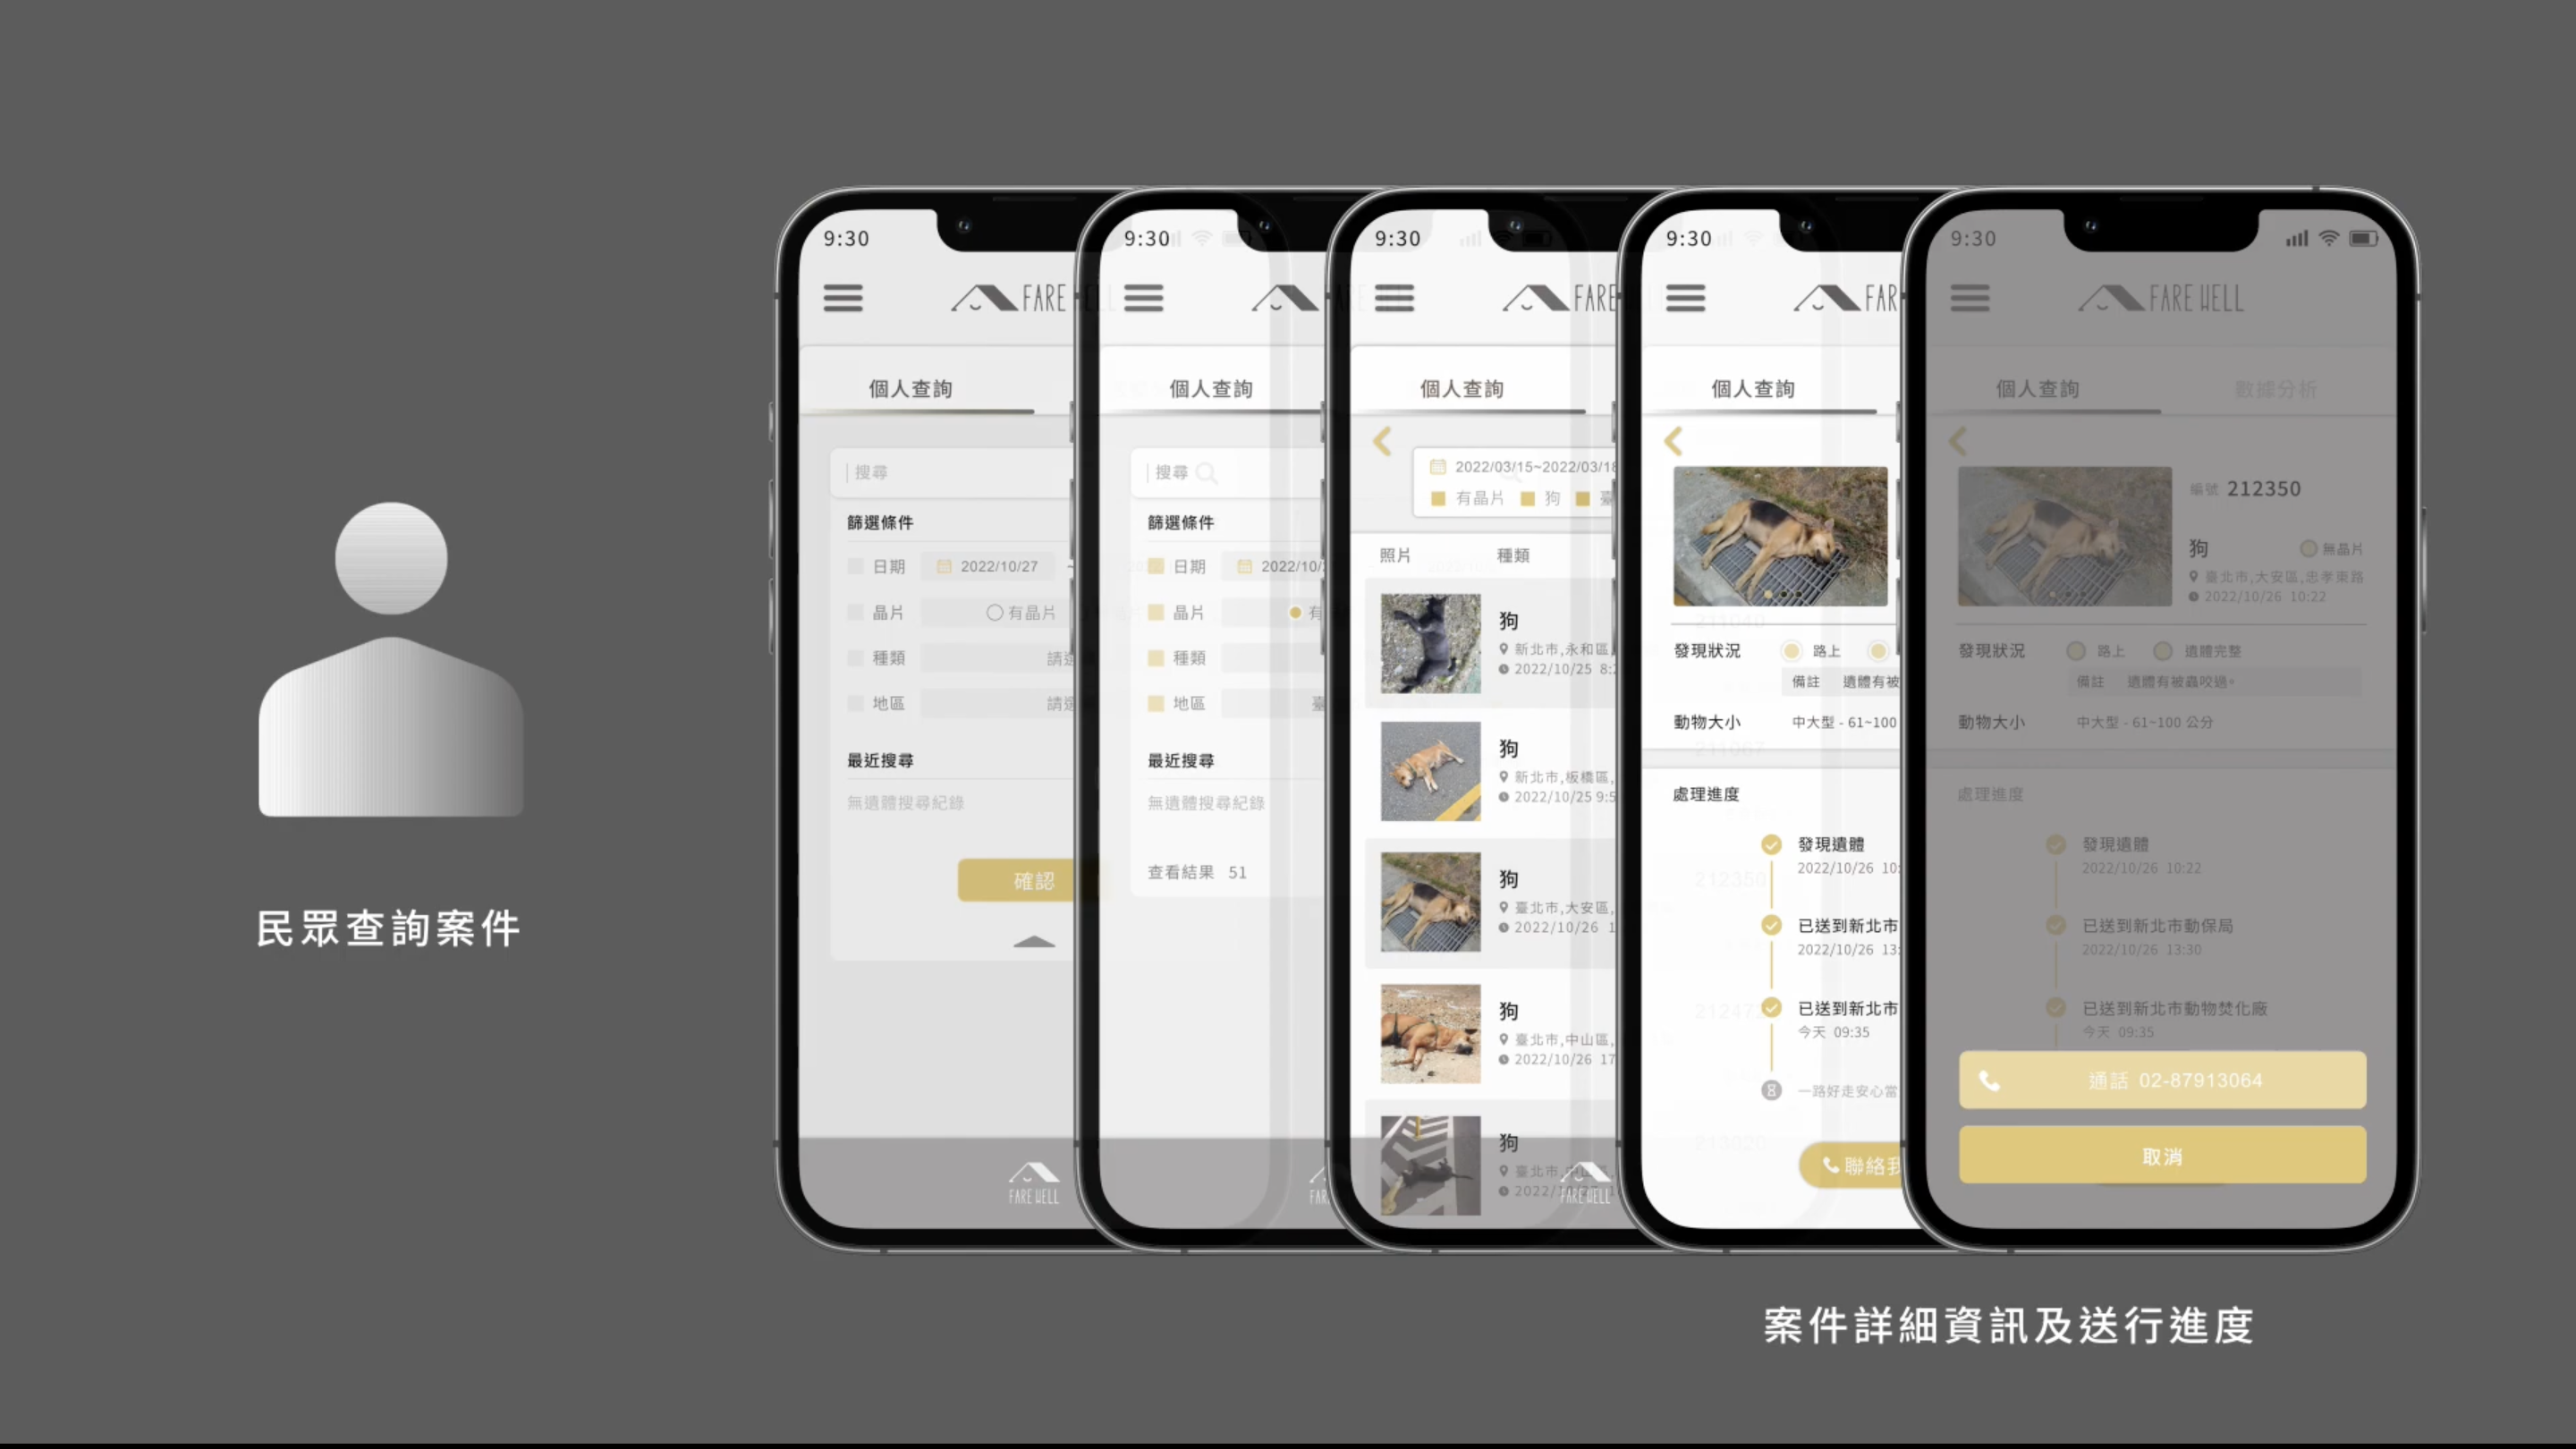 民眾查詢案件
9:30
FARE
個人查詢
搜尋
篩選條件
日期 2022/10/27 ~
晶片 有晶片
種類
地區
最近搜尋
無遺體搜尋紀錄
確認
FARE WELL
9:30
個人查詢
搜尋
篩選條件
日期 2022/10/
晶片 有
種類
地區 臺
最近搜尋
無遺體搜尋紀錄
查看結果 51
9:30
FARE
個人查詢
2022/03/15~2022/03/18
有晶片 狗 臺
照片 種類
狗
新北市,永和區,
2022/10/25 8:
狗
新北市,板橋區,
2022/10/25 9:5
狗
臺北市,大安區,
2022/10/26 1
狗
臺北市,中山區,
2022/10/26 17
狗
FARE WELL
9:30
個人查詢
發現狀況 路上
備註 遺體有被
動物大小 中大型 - 61~100
處理進度
發現遺體
2022/10/26 10:
已送到新北市
2022/10/26 13:
已送到新北市
今天 09:35
一路好走安心當
聯絡我
9:30
FARE WELL
個人查詢 數據分析
編號 212350
狗 無晶片
臺北市,大安區,忠孝東路
2022/10/26 10:22
發現狀況 路上 遺體完整
備註 遺體有被蟲咬過。
動物大小 中大型 - 61~100 公分
處理進度
發現遺體
2022/10/26 10:22
已送到新北市動保局
2022/10/26 13:30
已送到新北市動物焚化廠
今天 09:35
通話 02-87913064
取消
案件詳細資訊及送行進度